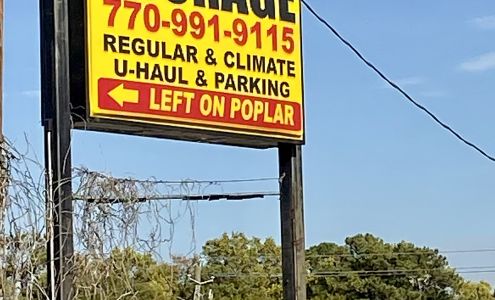 770-991-9115
REGULAR & CLIMATE
U-HAUL & PARKING
LEFT ON POPLAR